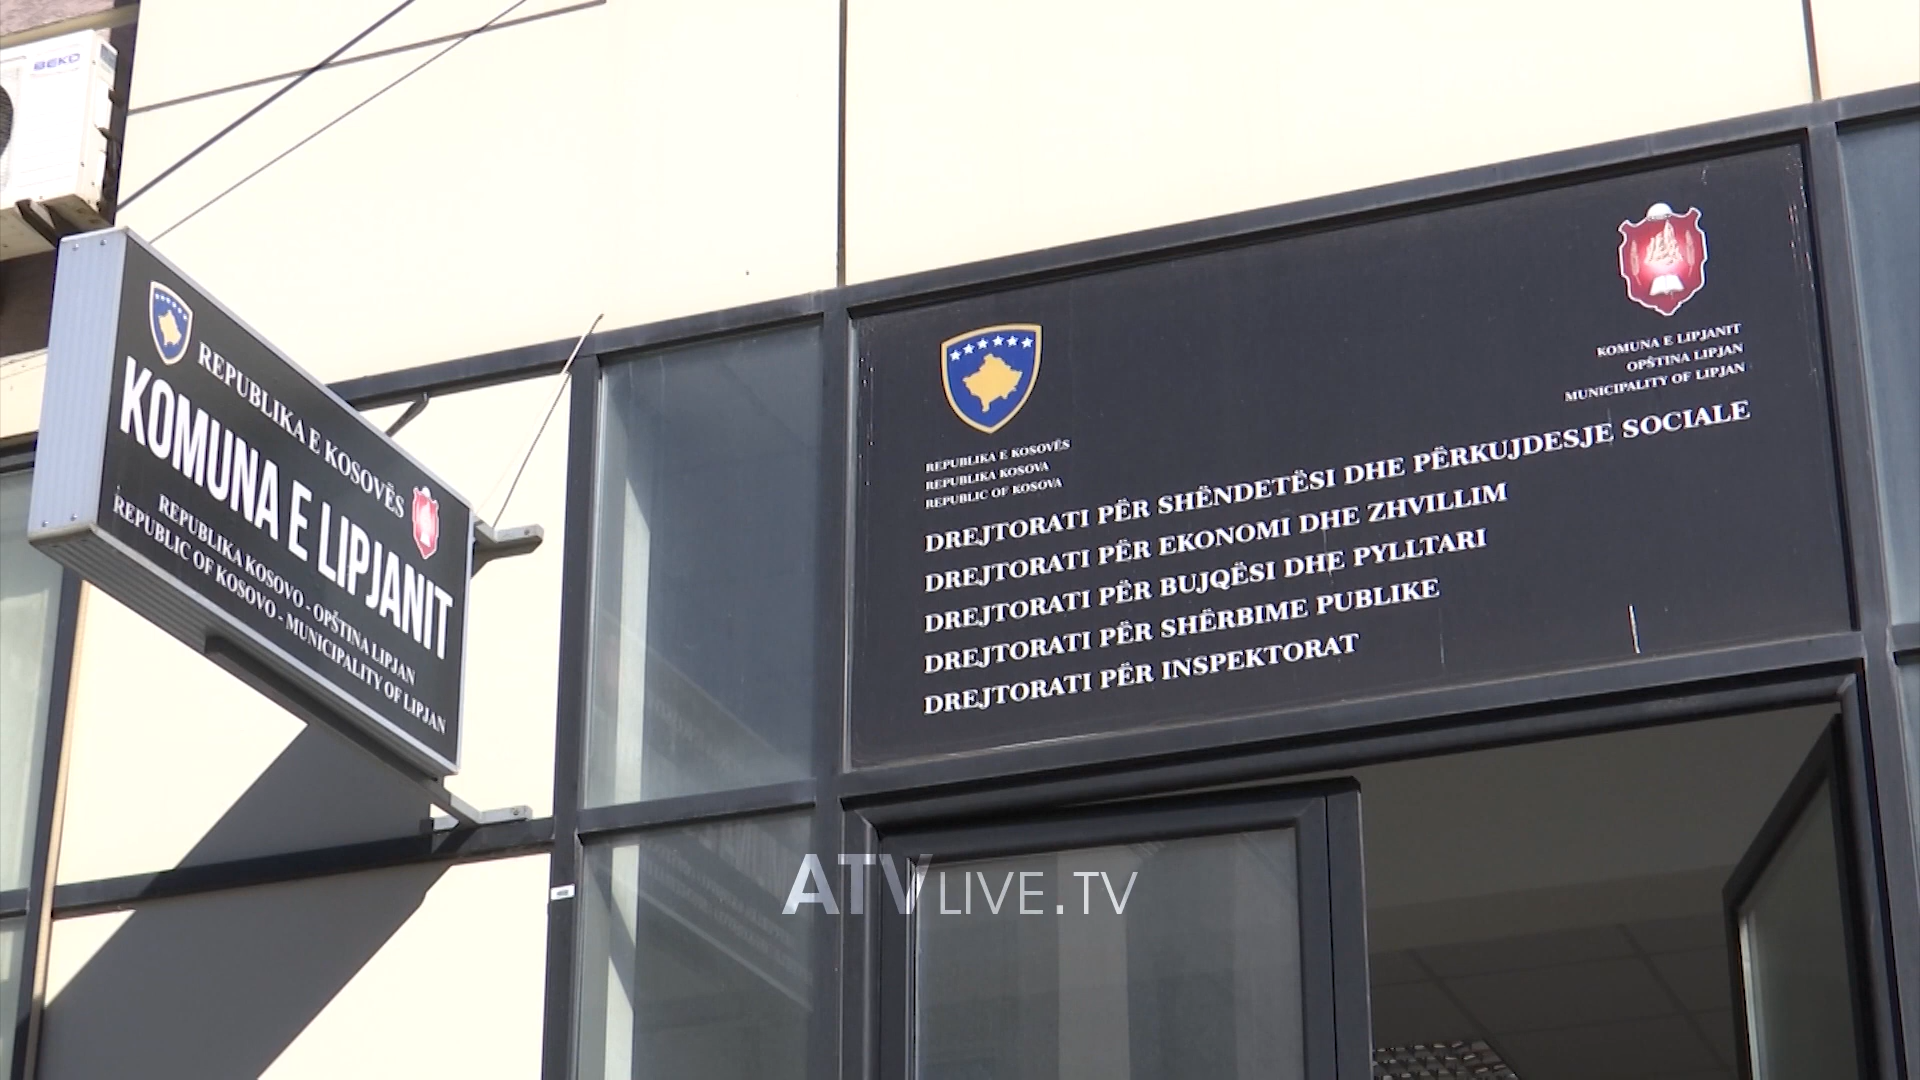 BEKO
REPUBLIKA E KOSOVËS
KOMUNA E LIPJANIT
REPUBLIKA KOSOVO - OPŠTINA LIPJAN
REPUBLIC OF KOSOVO - MUNICIPALITY OF LIPJAN
REPUBLIKA E KOSOVËS
REPUBLIKA KOSOVA
REPUBLIC OF KOSOVA
KOMUNA E LIPJANIT
OPŠTINA LIPJAN
MUNICIPALITY OF LIPJAN
DREJTORATI PËR SHËNDETËSI DHE PËRKUJDESJE SOCIALE
DREJTORATI PËR EKONOMI DHE ZHVILLIM
DREJTORATI PËR BUJQËSI DHE PYLLTARI
DREJTORATI PËR SHËRBIME PUBLIKE
DREJTORATI PËR INSPEKTORAT
ATVLIVE.TV